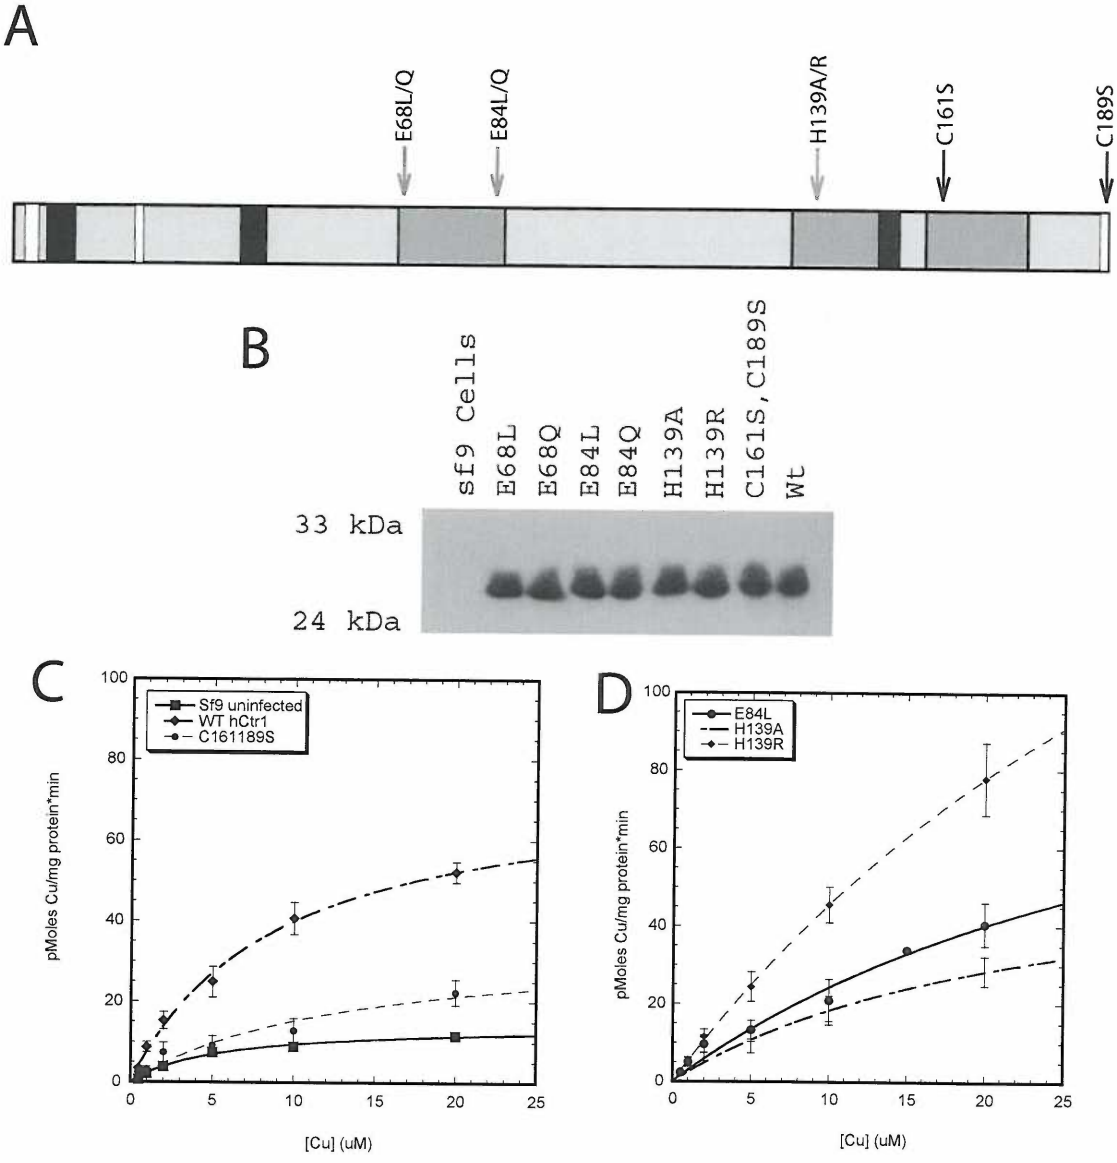 A
E68L/Q
E84L/Q
H139A/R
C161S
C189S
B
sf9 Cells
E68L
E68Q
E84L
E84Q
H139A
H139R
C161S,C189S
Wt
33 kDa
24 kDa
C
100
80
60
40
20
0
pMoles Cu/mg protein*min
Sf9 uninfected
WT hCtr1
C161189S
0 5 10 15 20 25
[Cu] (uM)
D
100
80
60
40
20
0
pMoles Cu/mg protein*min
E84L
H139A
H139R
0 5 10 15 20 25
[Cu] (uM)